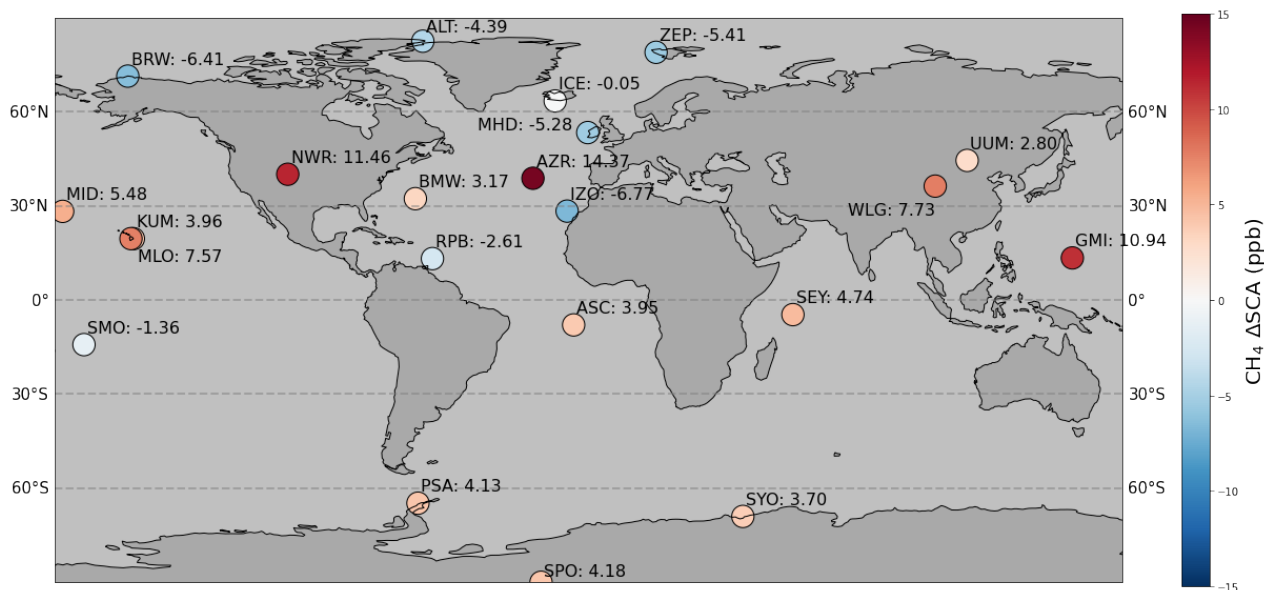 ALT: -4.39
ZEP: -5.41
BRW: -6.41
ICE: -0.05
60°N
60°N
MHD: -5.28
UUM: 2.80
NWR: 11.46
AZR: 14.37
BMW: 3.17
IZO: -6.77
MID: 5.48
30°N
WLG: 7.73
30°N
KUM: 3.96
MLO: 7.57
RPB: -2.61
GMI: 10.94
0°
0°
SEY: 4.74
ASC: 3.95
SMO: -1.36
30°S
30°S
PSA: 4.13
60°S
60°S
SYO: 3.70
SPO: 4.18
15
10
5
0
−5
−10
−15
CH₄ ΔSCA (ppb)